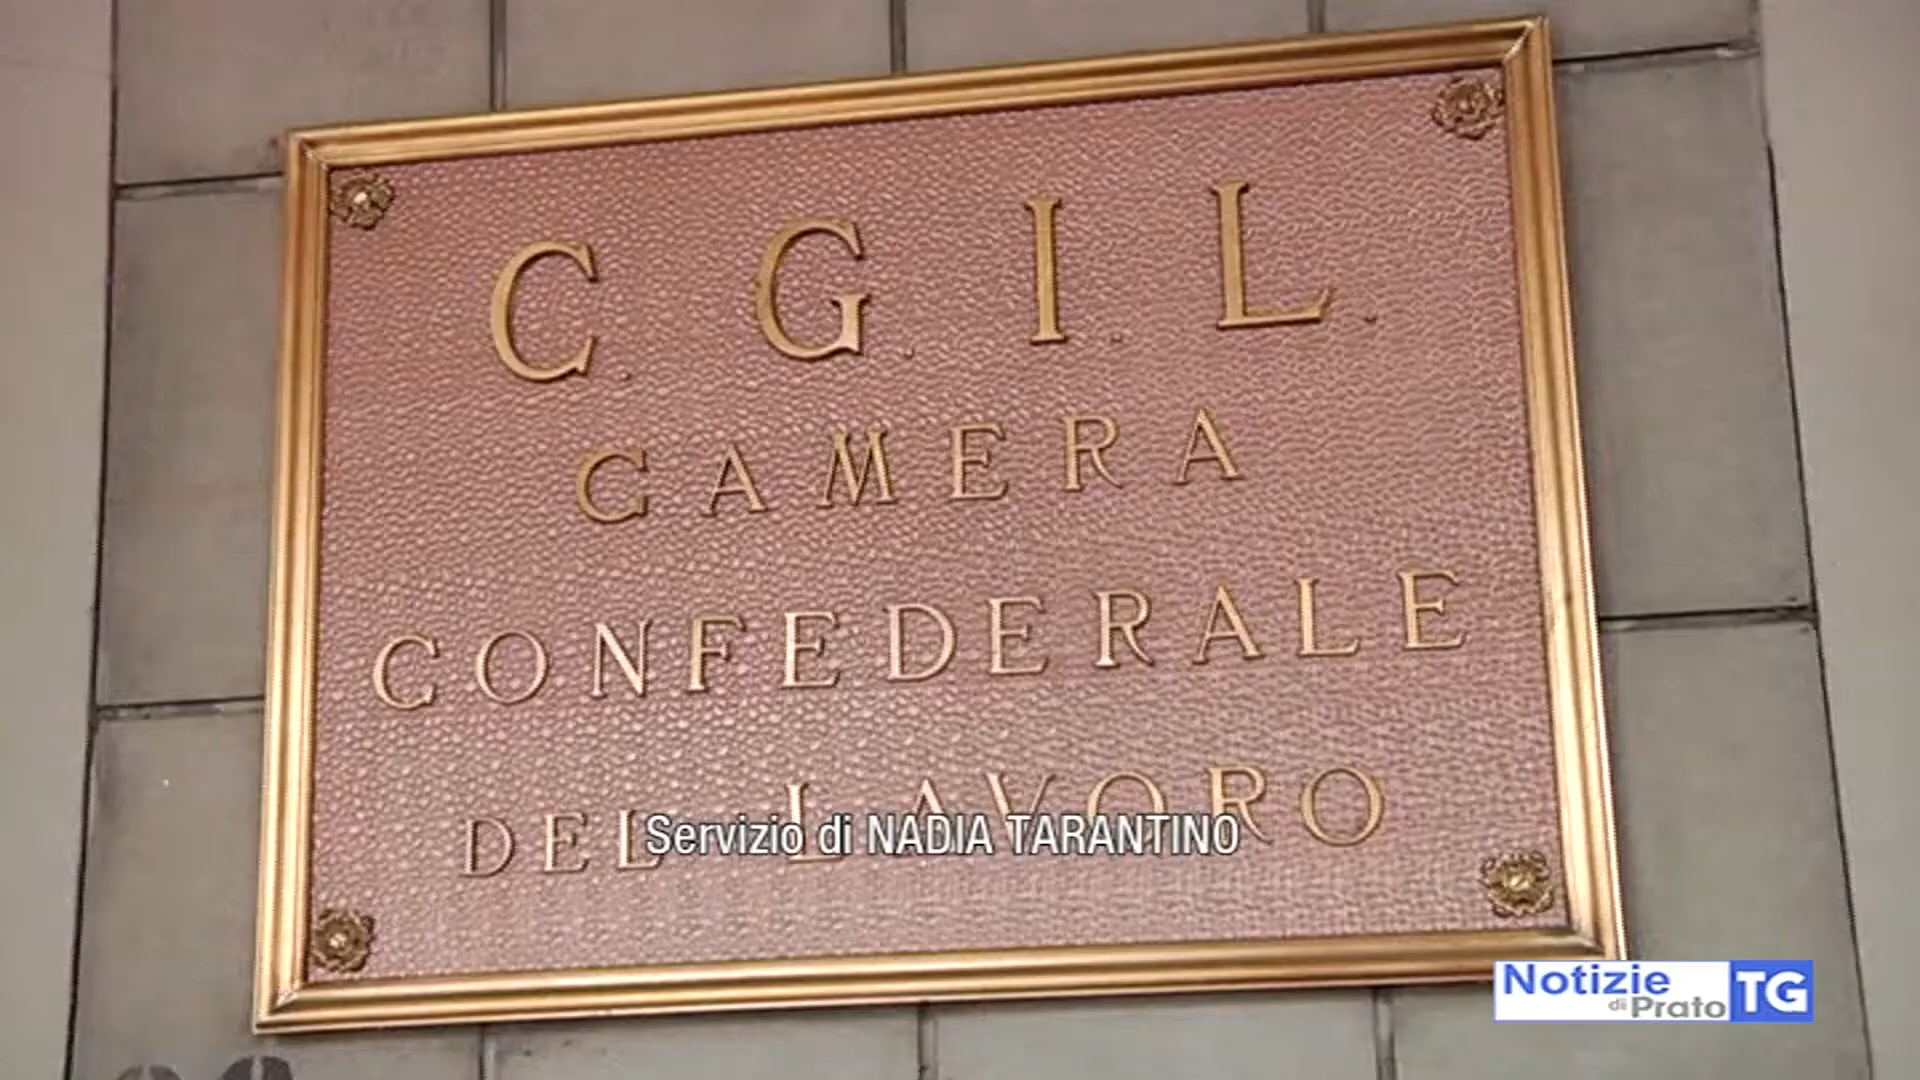 C. G. I. L.
CAMERA
CONFEDERALE
DEL LAVORO
Servizio di NADIA TARANTINO
Notizie di Prato TG